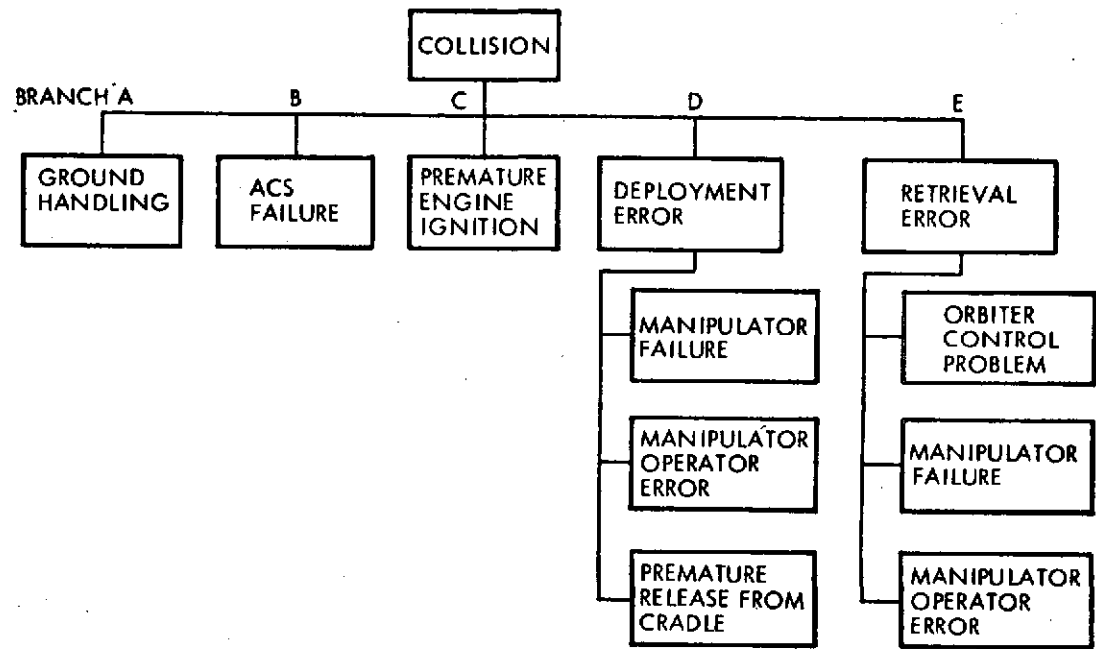 COLLISION
BRANCH A
B
C
D
E
GROUND
HANDLING
ACS
FAILURE
PREMATURE
ENGINE
IGNITION
DEPLOYMENT
ERROR
RETRIEVAL
ERROR
MANIPULATOR
FAILURE
MANIPULATOR
OPERATOR
ERROR
PREMATURE
RELEASE FROM
CRADLE
ORBITER
CONTROL
PROBLEM
MANIPULATOR
FAILURE
MANIPULATOR
OPERATOR
ERROR